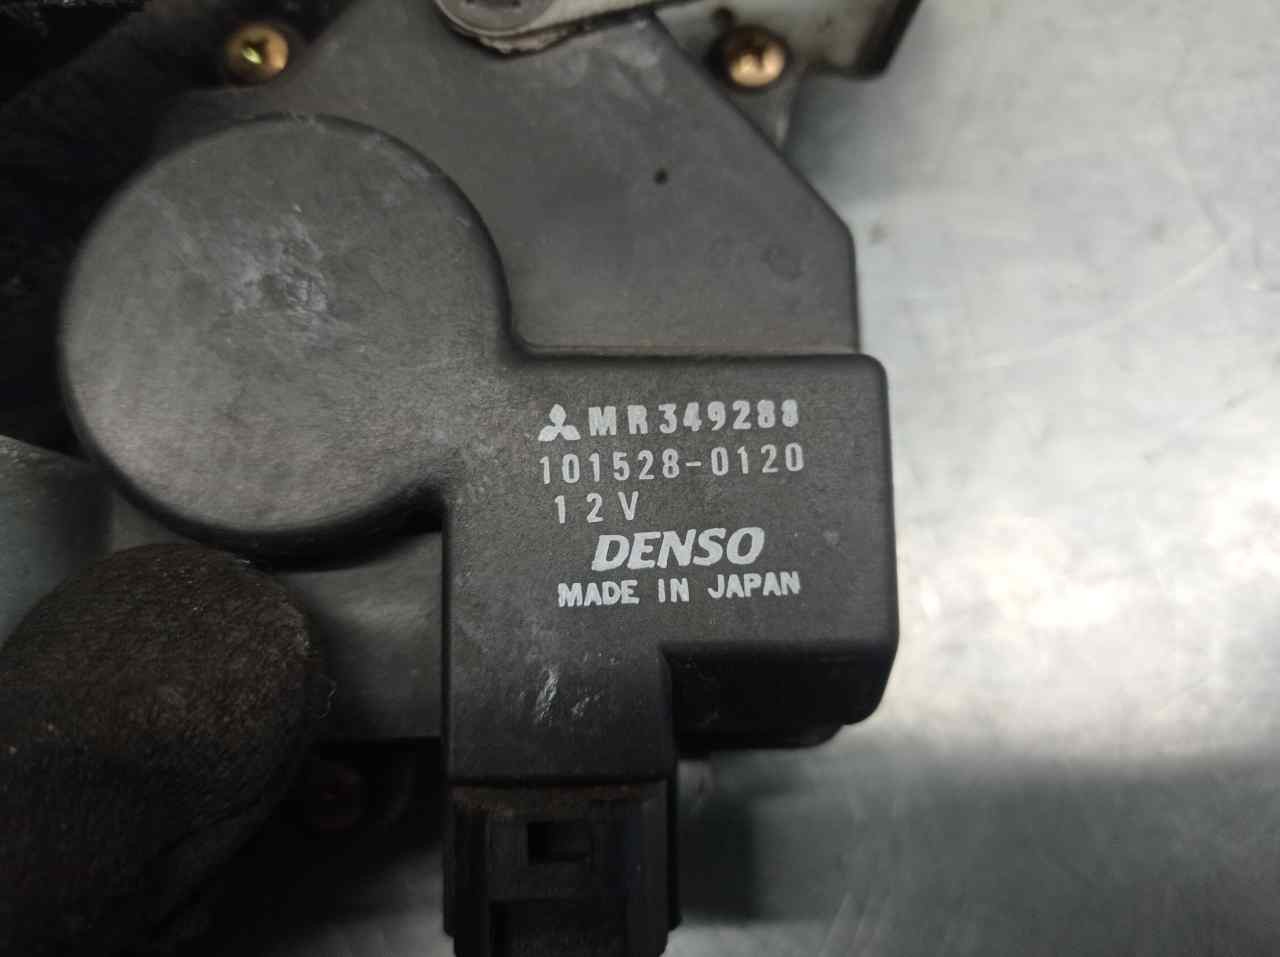 MR349288
101528-0120
12V
DENSO
MADE IN JAPAN